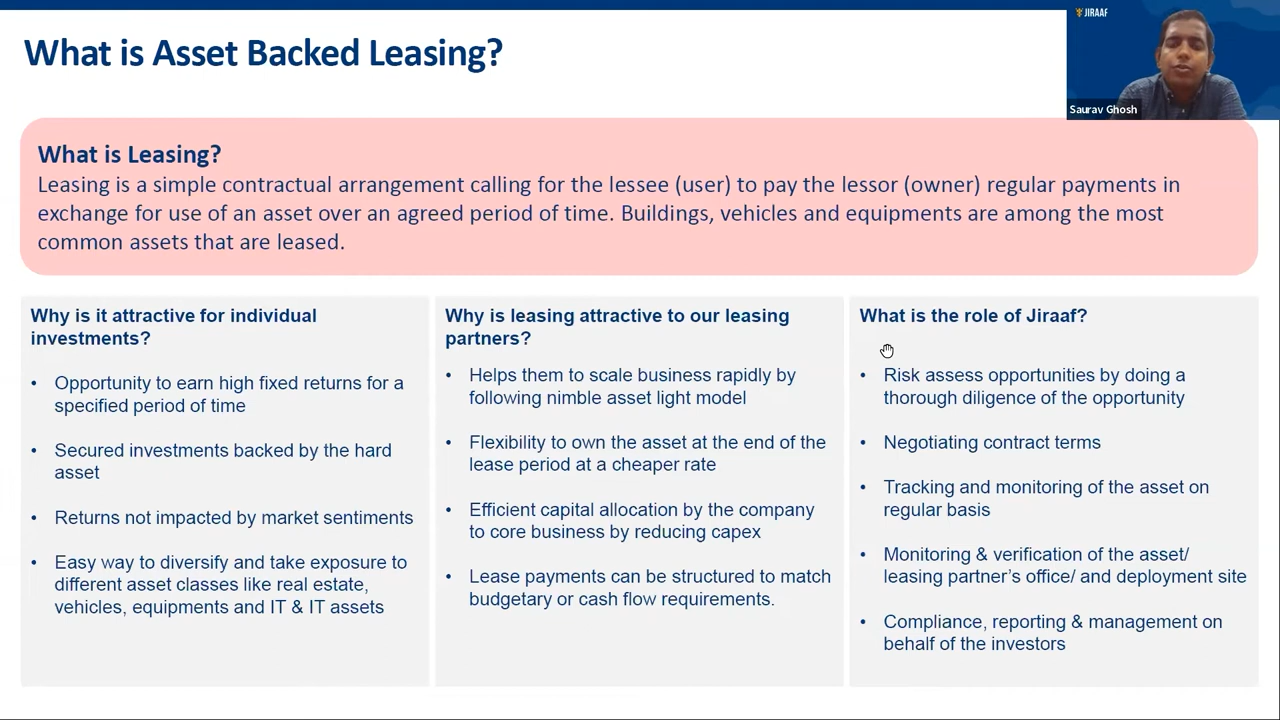 What is Asset Backed Leasing?
JIRAAF
Saurav Ghosh
What is Leasing?
Leasing is a simple contractual arrangement calling for the lessee (user) to pay the lessor (owner) regular payments in
exchange for use of an asset over an agreed period of time. Buildings, vehicles and equipments are among the most
common assets that are leased.
Why is it attractive for individual
investments?
• Opportunity to earn high fixed returns for a
specified period of time
• Secured investments backed by the hard
asset
• Returns not impacted by market sentiments
• Easy way to diversify and take exposure to
different asset classes like real estate,
vehicles, equipments and IT & IT assets
Why is leasing attractive to our leasing
partners?
• Helps them to scale business rapidly by
following nimble asset light model
• Flexibility to own the asset at the end of the
lease period at a cheaper rate
• Efficient capital allocation by the company
to core business by reducing capex
• Lease payments can be structured to match
budgetary or cash flow requirements.
What is the role of Jiraaf?
• Risk assess opportunities by doing a
thorough diligence of the opportunity
• Negotiating contract terms
• Tracking and monitoring of the asset on
regular basis
• Monitoring & verification of the asset/
leasing partner's office/ and deployment site
• Compliance, reporting & management on
behalf of the investors